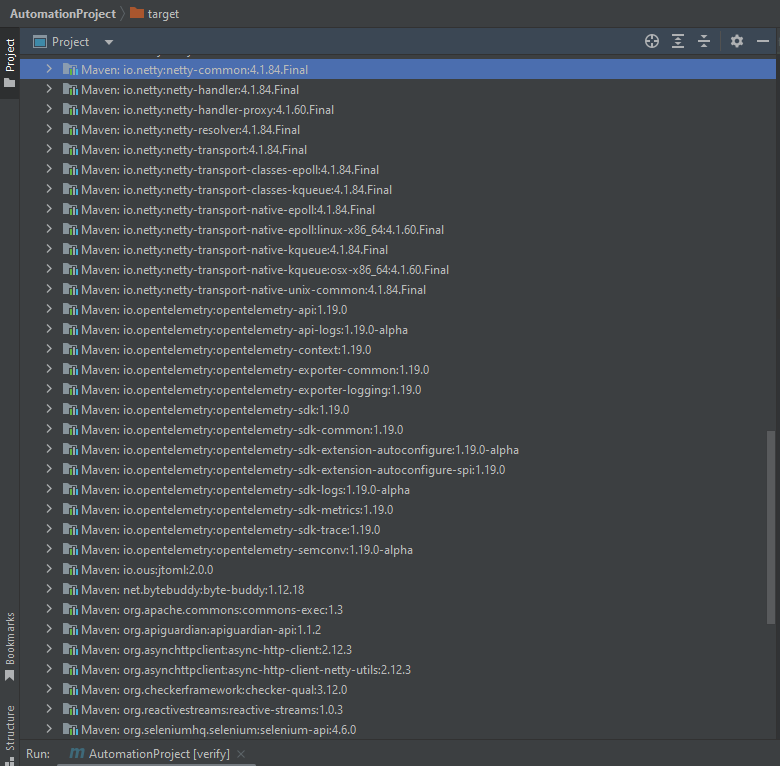 AutomationProject target
Project
Project
Maven: io.netty:netty-common:4.1.84.Final
Maven: io.netty:netty-handler:4.1.84.Final
Maven: io.netty:netty-handler-proxy:4.1.60.Final
Maven: io.netty:netty-resolver:4.1.84.Final
Maven: io.netty:netty-transport:4.1.84.Final
Maven: io.netty:netty-transport-classes-epoll:4.1.84.Final
Maven: io.netty:netty-transport-classes-kqueue:4.1.84.Final
Maven: io.netty:netty-transport-native-epoll:4.1.84.Final
Maven: io.netty:netty-transport-native-epoll:linux-x86_64:4.1.60.Final
Maven: io.netty:netty-transport-native-kqueue:4.1.84.Final
Maven: io.netty:netty-transport-native-kqueue:osx-x86_64:4.1.60.Final
Maven: io.netty:netty-transport-native-unix-common:4.1.84.Final
Maven: io.opentelemetry:opentelemetry-api:1.19.0
Maven: io.opentelemetry:opentelemetry-api-logs:1.19.0-alpha
Maven: io.opentelemetry:opentelemetry-context:1.19.0
Maven: io.opentelemetry:opentelemetry-exporter-common:1.19.0
Maven: io.opentelemetry:opentelemetry-exporter-logging:1.19.0
Maven: io.opentelemetry:opentelemetry-sdk:1.19.0
Maven: io.opentelemetry:opentelemetry-sdk-common:1.19.0
Maven: io.opentelemetry:opentelemetry-sdk-extension-autoconfigure:1.19.0-alpha
Maven: io.opentelemetry:opentelemetry-sdk-extension-autoconfigure-spi:1.19.0
Maven: io.opentelemetry:opentelemetry-sdk-logs:1.19.0-alpha
Maven: io.opentelemetry:opentelemetry-sdk-metrics:1.19.0
Maven: io.opentelemetry:opentelemetry-sdk-trace:1.19.0
Maven: io.opentelemetry:opentelemetry-semconv:1.19.0-alpha
Maven: io.ous:jtoml:2.0.0
Maven: net.bytebuddy:byte-buddy:1.12.18
Maven: org.apache.commons:commons-exec:1.3
Maven: org.apiguardian:apiguardian-api:1.1.2
Maven: org.asynchttpclient:async-http-client:2.12.3
Maven: org.asynchttpclient:async-http-client-netty-utils:2.12.3
Maven: org.checkerframework:checker-qual:3.12.0
Maven: org.reactivestreams:reactive-streams:1.0.3
Maven: org.seleniumhq.selenium:selenium-api:4.6.0
Bookmarks
Structure
Run: m AutomationProject [verify]